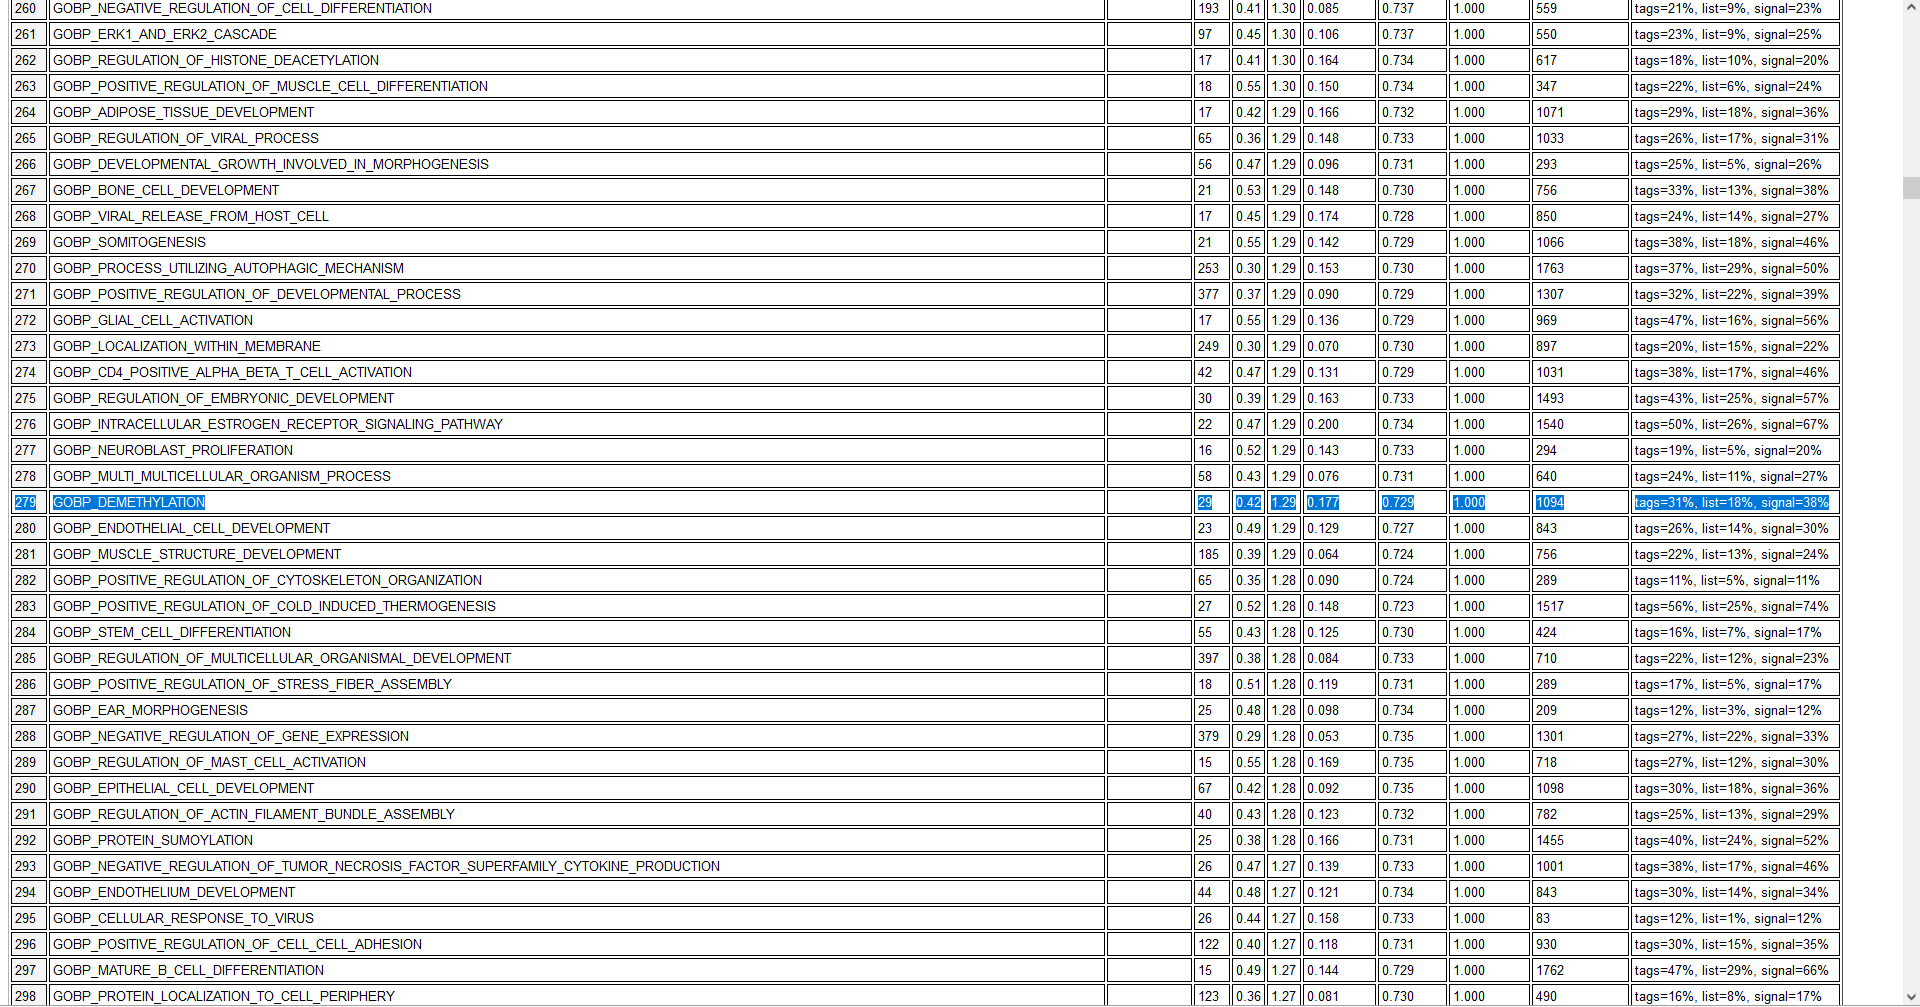 260 GOBP_NEGATIVE_REGULATION_OF_CELL_DIFFERENTIATION 193 0.41 1.30 0.085 0.737 1.000 559 tags=21%, list=9%, signal=23%
261 GOBP_ERK1_AND_ERK2_CASCADE 97 0.45 1.30 0.106 0.737 1.000 550 tags=23%, list=9%, signal=25%
262 GOBP_REGULATION_OF_HISTONE_DEACETYLATION 17 0.41 1.30 0.164 0.734 1.000 617 tags=18%, list=10%, signal=20%
263 GOBP_POSITIVE_REGULATION_OF_MUSCLE_CELL_DIFFERENTIATION 18 0.55 1.30 0.150 0.734 1.000 347 tags=22%, list=6%, signal=24%
264 GOBP_ADIPOSE_TISSUE_DEVELOPMENT 17 0.42 1.29 0.166 0.732 1.000 1071 tags=29%, list=18%, signal=36%
265 GOBP_REGULATION_OF_VIRAL_PROCESS 65 0.36 1.29 0.148 0.733 1.000 1033 tags=26%, list=17%, signal=31%
266 GOBP_DEVELOPMENTAL_GROWTH_INVOLVED_IN_MORPHOGENESIS 56 0.47 1.29 0.096 0.731 1.000 293 tags=25%, list=5%, signal=26%
267 GOBP_BONE_CELL_DEVELOPMENT 21 0.53 1.29 0.148 0.730 1.000 756 tags=33%, list=13%, signal=38%
268 GOBP_VIRAL_RELEASE_FROM_HOST_CELL 17 0.45 1.29 0.174 0.728 1.000 850 tags=24%, list=14%, signal=27%
269 GOBP_SOMITOGENESIS 21 0.55 1.29 0.142 0.729 1.000 1066 tags=38%, list=18%, signal=46%
270 GOBP_PROCESS_UTILIZING_AUTOPHAGIC_MECHANISM 253 0.30 1.29 0.153 0.730 1.000 1763 tags=37%, list=29%, signal=50%
271 GOBP_POSITIVE_REGULATION_OF_DEVELOPMENTAL_PROCESS 377 0.37 1.29 0.090 0.729 1.000 1307 tags=32%, list=22%, signal=39%
272 GOBP_GLIAL_CELL_ACTIVATION 17 0.55 1.29 0.136 0.729 1.000 969 tags=47%, list=16%, signal=56%
273 GOBP_LOCALIZATION_WITHIN_MEMBRANE 249 0.30 1.29 0.070 0.730 1.000 897 tags=20%, list=15%, signal=22%
274 GOBP_CD4_POSITIVE_ALPHA_BETA_T_CELL_ACTIVATION 42 0.47 1.29 0.131 0.729 1.000 1031 tags=38%, list=17%, signal=46%
275 GOBP_REGULATION_OF_EMBRYONIC_DEVELOPMENT 30 0.39 1.29 0.163 0.733 1.000 1493 tags=43%, list=25%, signal=57%
276 GOBP_INTRACELLULAR_ESTROGEN_RECEPTOR_SIGNALING_PATHWAY 22 0.47 1.29 0.200 0.734 1.000 1540 tags=50%, list=26%, signal=67%
277 GOBP_NEUROBLAST_PROLIFERATION 16 0.52 1.29 0.143 0.733 1.000 294 tags=19%, list=5%, signal=20%
278 GOBP_MULTI_MULTICELLULAR_ORGANISM_PROCESS 58 0.43 1.29 0.076 0.731 1.000 640 tags=24%, list=11%, signal=27%
279 GOBP_DEMETHYLATION 29 0.42 1.29 0.177 0.729 1.000 1094 tags=31%, list=18%, signal=38%
280 GOBP_ENDOTHELIAL_CELL_DEVELOPMENT 23 0.49 1.29 0.129 0.727 1.000 843 tags=26%, list=14%, signal=30%
281 GOBP_MUSCLE_STRUCTURE_DEVELOPMENT 185 0.39 1.29 0.064 0.724 1.000 756 tags=22%, list=13%, signal=24%
282 GOBP_POSITIVE_REGULATION_OF_CYTOSKELETON_ORGANIZATION 65 0.35 1.28 0.090 0.724 1.000 289 tags=11%, list=5%, signal=11%
283 GOBP_POSITIVE_REGULATION_OF_COLD_INDUCED_THERMOGENESIS 27 0.52 1.28 0.148 0.723 1.000 1517 tags=56%, list=25%, signal=74%
284 GOBP_STEM_CELL_DIFFERENTIATION 55 0.43 1.28 0.125 0.730 1.000 424 tags=16%, list=7%, signal=17%
285 GOBP_REGULATION_OF_MULTICELLULAR_ORGANISMAL_DEVELOPMENT 397 0.38 1.28 0.084 0.733 1.000 710 tags=22%, list=12%, signal=23%
286 GOBP_POSITIVE_REGULATION_OF_STRESS_FIBER_ASSEMBLY 18 0.51 1.28 0.119 0.731 1.000 289 tags=17%, list=5%, signal=17%
287 GOBP_EAR_MORPHOGENESIS 25 0.48 1.28 0.098 0.734 1.000 209 tags=12%, list=3%, signal=12%
288 GOBP_NEGATIVE_REGULATION_OF_GENE_EXPRESSION 379 0.29 1.28 0.053 0.735 1.000 1301 tags=27%, list=22%, signal=33%
289 GOBP_REGULATION_OF_MAST_CELL_ACTIVATION 15 0.55 1.28 0.169 0.735 1.000 718 tags=27%, list=12%, signal=30%
290 GOBP_EPITHELIAL_CELL_DEVELOPMENT 67 0.42 1.28 0.092 0.735 1.000 1098 tags=30%, list=18%, signal=36%
291 GOBP_REGULATION_OF_ACTIN_FILAMENT_BUNDLE_ASSEMBLY 40 0.43 1.28 0.123 0.732 1.000 782 tags=25%, list=13%, signal=29%
292 GOBP_PROTEIN_SUMOYLATION 25 0.38 1.28 0.166 0.731 1.000 1455 tags=40%, list=24%, signal=52%
293 GOBP_NEGATIVE_REGULATION_OF_TUMOR_NECROSIS_FACTOR_SUPERFAMILY_CYTOKINE_PRODUCTION 26 0.47 1.27 0.139 0.733 1.000 1001 tags=38%, list=17%, signal=46%
294 GOBP_ENDOTHELIUM_DEVELOPMENT 44 0.48 1.27 0.121 0.734 1.000 843 tags=30%, list=14%, signal=34%
295 GOBP_CELLULAR_RESPONSE_TO_VIRUS 26 0.44 1.27 0.158 0.733 1.000 83 tags=12%, list=1%, signal=12%
296 GOBP_POSITIVE_REGULATION_OF_CELL_CELL_ADHESION 122 0.40 1.27 0.118 0.731 1.000 930 tags=30%, list=15%, signal=35%
297 GOBP_MATURE_B_CELL_DIFFERENTIATION 15 0.49 1.27 0.144 0.729 1.000 1762 tags=47%, list=29%, signal=66%
298 GOBP_PROTEIN_LOCALIZATION_TO_CELL_PERIPHERY 123 0.36 1.27 0.081 0.730 1.000 490 tags=16%, list=8%, signal=17%